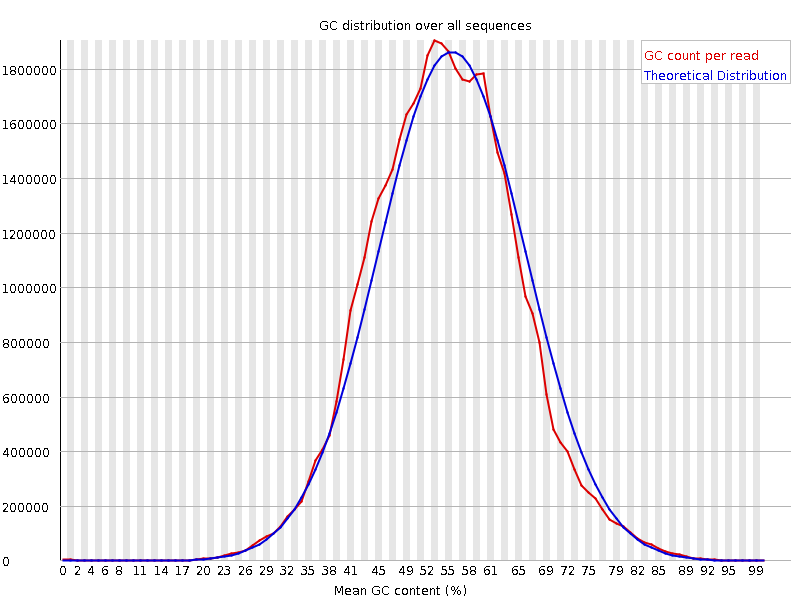 GC distribution over all sequences
GC count per read
Theoretical Distribution
1800000
1600000
1400000
1200000
1000000
800000
600000
400000
200000
0
0 2 4 6 8 11 14 17 20 23 26 29 32 35 38 41 45 49 52 55 58 61 65 69 72 75 79 82 85 89 92 95 99
Mean GC content (%)